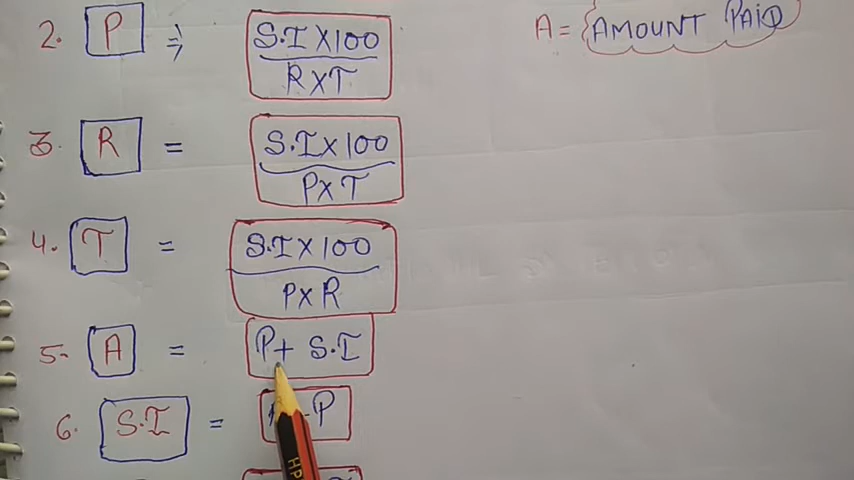 2. P ⇒ S.I X 100 / R X T
A = {AMOUNT PAID
3. R = S.I X 100 / P X T
4. T = S.I X 100 / P X R
5. A = P + S.I
6. S.I = - P
HP